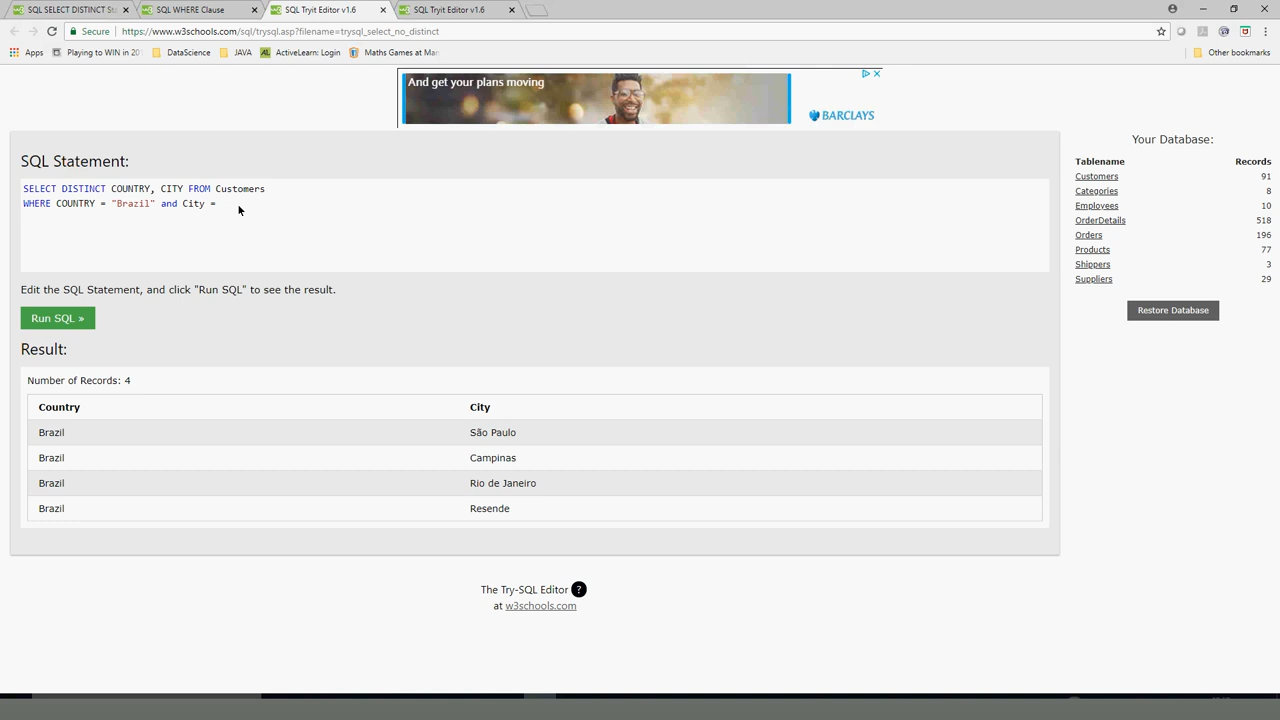 SQL SELECT DISTINCT St
SQL WHERE Clause
SQL Tryit Editor v1.6
SQL Tryit Editor v1.6
Secure
https://www.w3schools.com/sql/trysql.asp?filename=trysql_select_no_distinct
Apps
Playing to WIN in 20
DataScience
JAVA
AL
ActiveLearn: Login
Maths Games at Mar
Other bookmarks
And get your plans moving
BARCLAYS
SQL Statement:
SELECT DISTINCT COUNTRY, CITY FROM Customers
WHERE COUNTRY = "Brazil" and City =
Edit the SQL Statement, and click "Run SQL" to see the result.
Run SQL »
Result:
Number of Records: 4
Country City
Brazil São Paulo
Brazil Campinas
Brazil Rio de Janeiro
Brazil Resende
The Try-SQL Editor ?
at w3schools.com
Your Database:
Tablename Records
Customers 91
Categories 8
Employees 10
OrderDetails 518
Orders 196
Products 77
Shippers 3
Suppliers 29
Restore Database